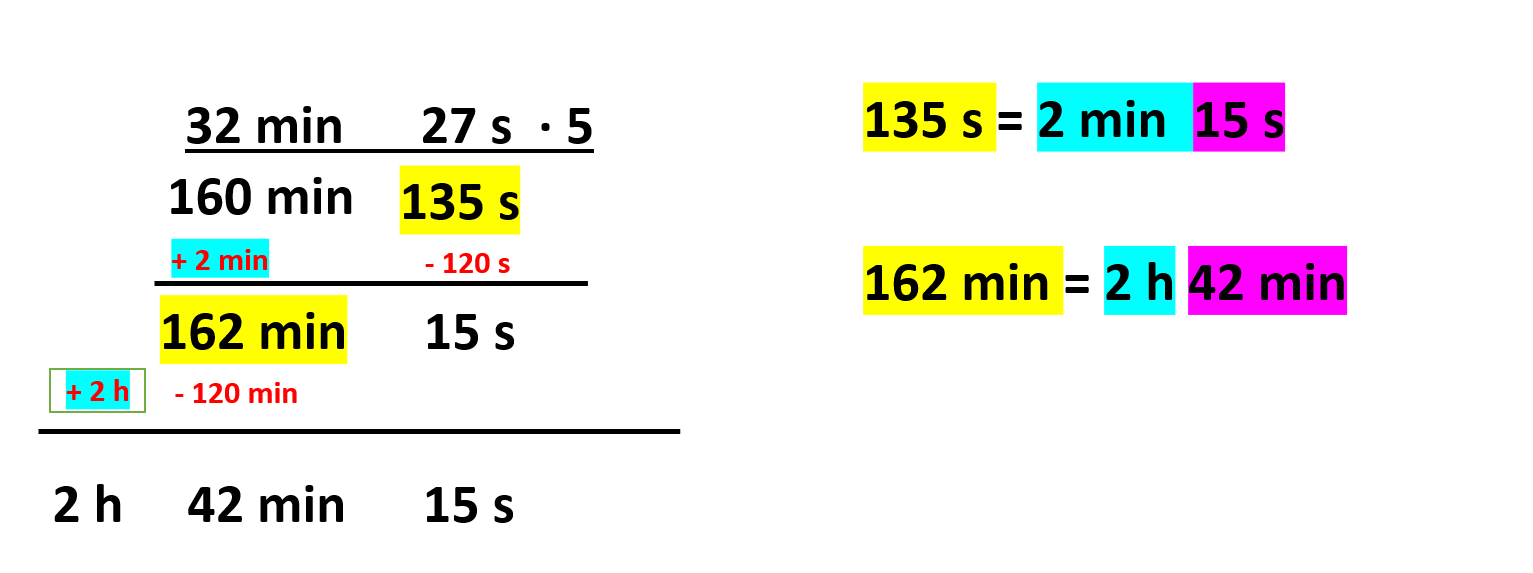 32 min 27 s · 5
160 min 135 s
+ 2 min - 120 s
162 min 15 s
+ 2 h - 120 min
2 h 42 min 15 s
135 s = 2 min 15 s
162 min = 2 h 42 min